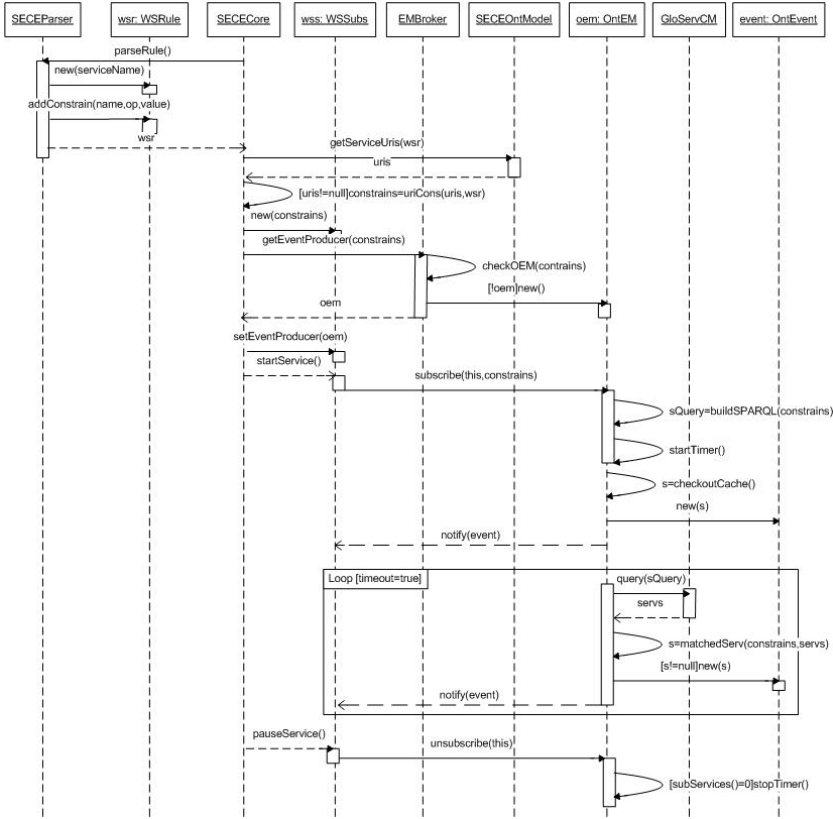 SECEParser
wsr: WSRule
SECECore
wss: WSSubs
EMBroker
SECEOntModel
oem: OntEM
GloServCM
event: OntEvent
parseRule()
new(serviceName)
addConstrain(name,op,value)
wsr
getServiceUris(wsr)
uris
[uris!=null]constrains=uriCons(uris,wsr)
new(constrains)
getEventProducer(constrains)
checkOEM(contrains)
[!oem]new()
oem
setEventProducer(oem)
startService()
subscribe(this,constrains)
sQuery=buildSPARQL(constrains)
startTimer()
s=checkoutCache()
new(s)
notify(event)
Loop [timeout=true]
query(sQuery)
servs
s=matchedServ(constrains,servs)
[s!=null]new(s)
notify(event)
pauseService()
unsubscribe(this)
[subServices()=0]stopTimer()